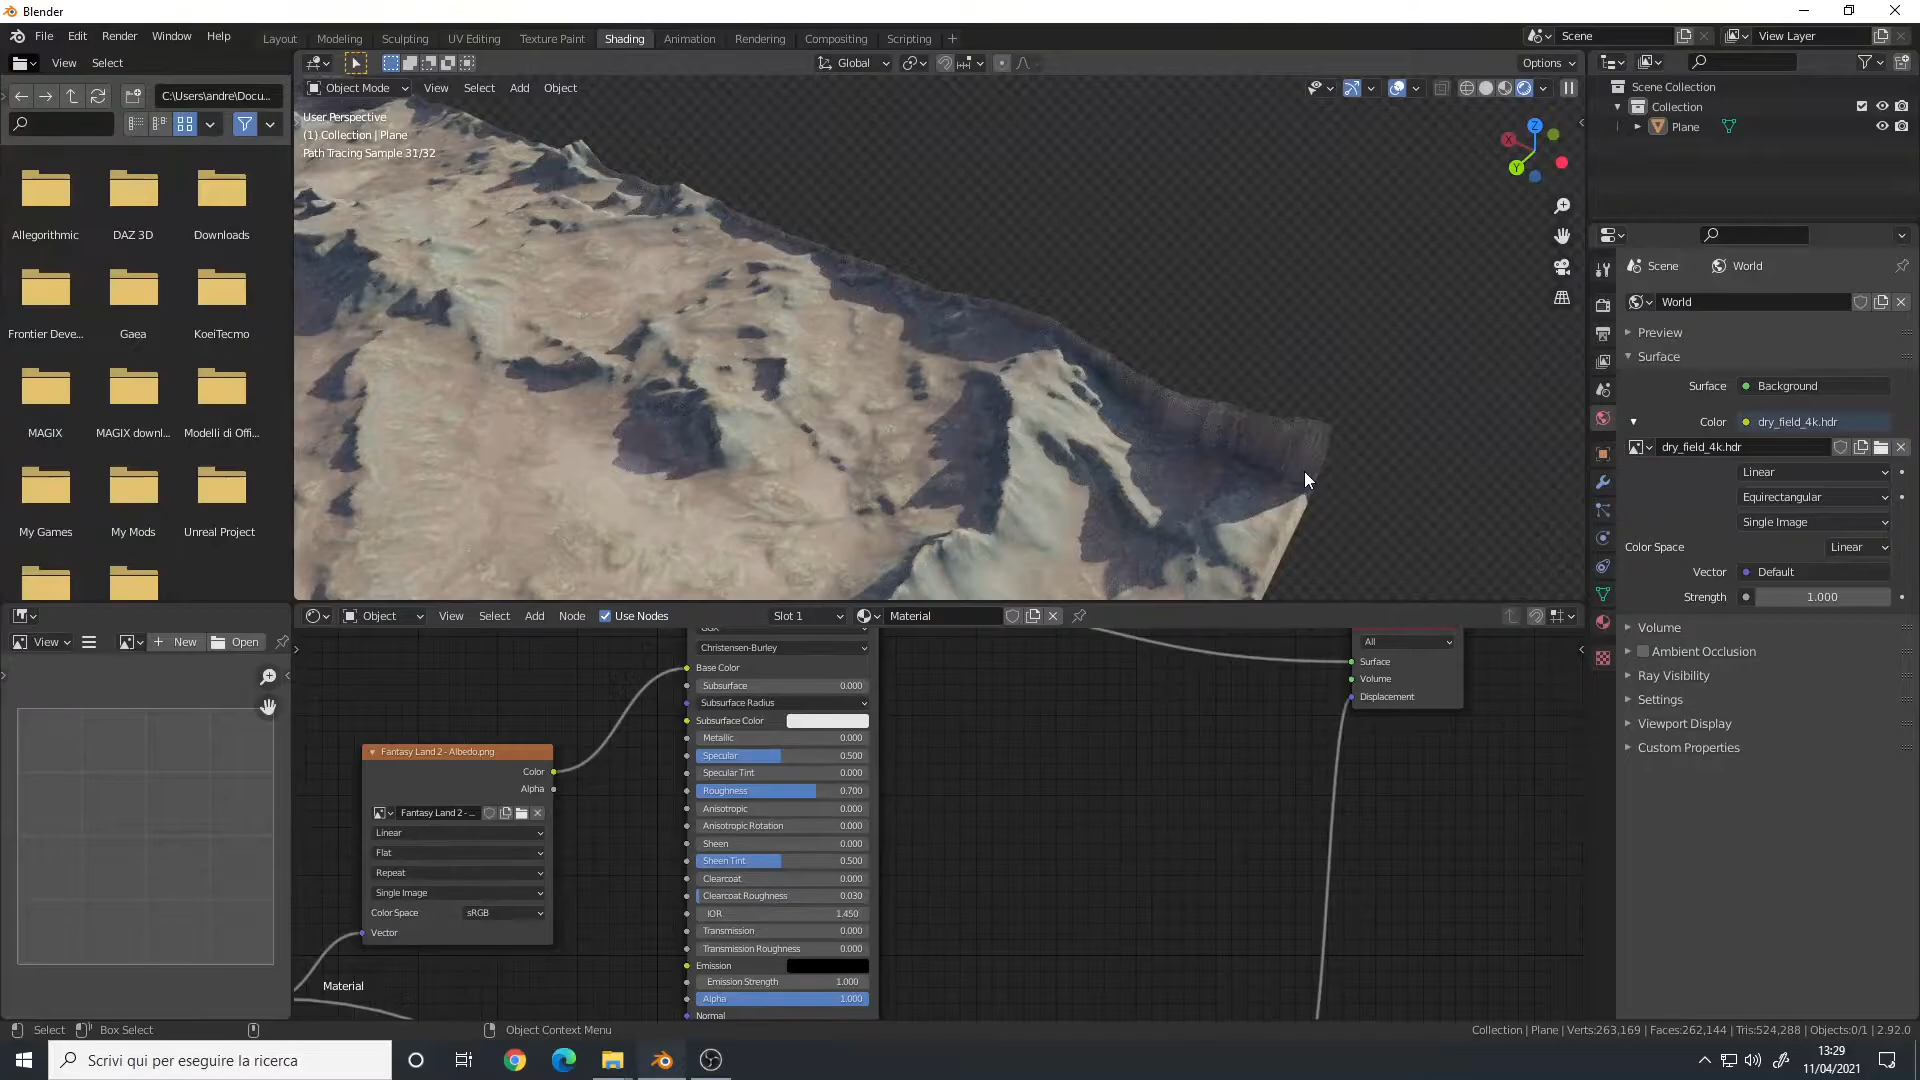 Blender
File Edit Render Window Help
Layout Modeling Sculpting UV Editing Texture Paint Shading Animation Rendering Compositing Scripting +
Scene
View Layer
View Select
Global
Options
C:\Users\andre\Docu...
Object Mode View Select Add Object
User Perspective
(1) Collection | Plane
Path Tracing Sample 31/32
X
Y
Z
Allegorithmic
DAZ 3D
Downloads
Frontier Deve...
Gaea
KoeiTecmo
MAGIX
MAGIX downl...
Modelli di Offi...
My Games
My Mods
Unreal Project
Scene Collection
Collection
Plane
Scene World
World
Preview
Surface
Surface Background
Color dry_field_4k.hdr
dry_field_4k.hdr
Linear
Equirectangular
Single Image
Color Space Linear
Vector Default
Strength 1.000
Volume
Ambient Occlusion
Ray Visibility
Settings
Viewport Display
Custom Properties
View + New Open
Object View Select Add Node Use Nodes Slot 1 Material
Christensen-Burley
Base Color
Subsurface 0.000
Subsurface Radius
Subsurface Color
Metallic 0.000
Specular 0.500
Specular Tint 0.000
Roughness 0.700
Anisotropic 0.000
Anisotropic Rotation 0.000
Sheen 0.000
Sheen Tint 0.500
Clearcoat 0.000
Clearcoat Roughness 0.030
IOR 1.450
Transmission 0.000
Transmission Roughness 0.000
Emission
Emission Strength 1.000
Alpha 1.000
Normal
All
Surface
Volume
Displacement
Fantasy Land 2 - Albedo.png
Color
Alpha
Fantasy Land 2 - ...
Linear
Flat
Repeat
Single Image
Color Space sRGB
Vector
Material
Select Box Select Object Context Menu
Collection | Plane | Verts:263,169 | Faces:262,144 | Tris:524,288 | Objects:0/1 | 2.92.0
Scrivi qui per eseguire la ricerca
13:29
11/04/2021